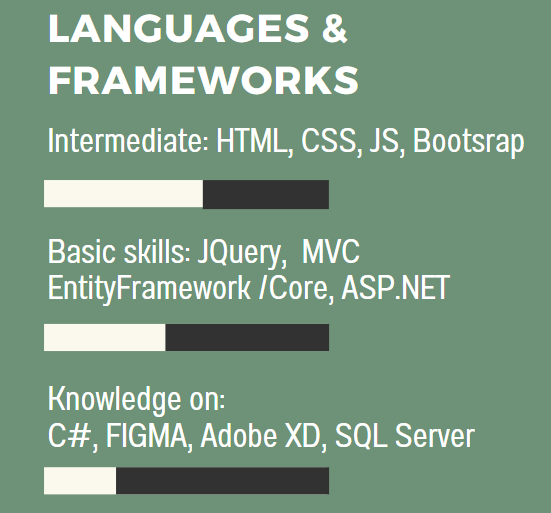 LANGUAGES &
FRAMEWORKS
Intermediate: HTML, CSS, JS, Bootsrap
Basic skills: JQuery,  MVC
EntityFramework /Core, ASP.NET
Knowledge on:
C#, FIGMA, Adobe XD, SQL Server